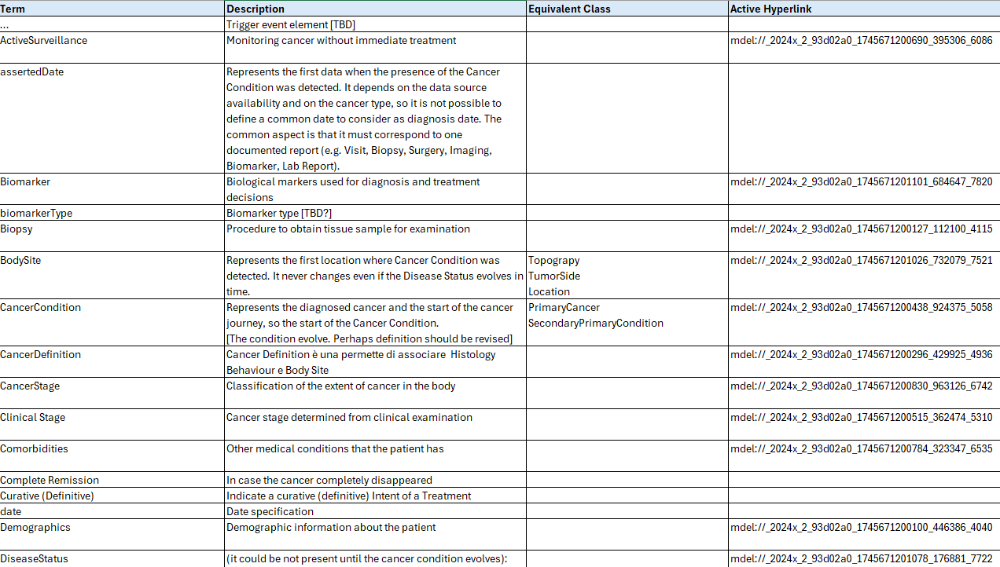 Term Description Equivalent Class Active Hyperlink
... Trigger event element [TBD]
ActiveSurveillance Monitoring cancer without immediate treatment mdel://_2024x_2_93d02a0_1745671200690_395306_6086
assertedDate Represents the first data when the presence of the Cancer
Condition was detected. It depends on the data source
availability and on the cancer type, so it is not possible to
define a common date to consider as diagnosis date. The
common aspect is that it must correspond to one
documented report (e.g. Visit, Biopsy, Surgery, Imaging,
Biomarker, Lab Report).
Biomarker Biological markers used for diagnosis and treatment mdel://_2024x_2_93d02a0_1745671201101_684647_7820
decisions
biomarkerType Biomarker type [TBD?]
Biopsy Procedure to obtain tissue sample for examination mdel://_2024x_2_93d02a0_1745671200127_112100_4115
BodySite Represents the first location where Cancer Condition was Topograpy mdel://_2024x_2_93d02a0_1745671201026_732079_7521
detected. It never changes even if the Disease Status evolves in TumorSide
time. Location
CancerCondition Represents the diagnosed cancer and the start of the cancer PrimaryCancer mdel://_2024x_2_93d02a0_1745671200438_924375_5058
journey, so the start of the Cancer Condition. SecondaryPrimaryCondition
[The condition evolve. Perhaps definition should be revised]
CancerDefinition Cancer Definition è una permette di associare  Histology mdel://_2024x_2_93d02a0_1745671200296_429925_4936
Behaviour e Body Site
CancerStage Classification of the extent of cancer in the body mdel://_2024x_2_93d02a0_1745671200830_963126_6742
Clinical Stage Cancer stage determined from clinical examination mdel://_2024x_2_93d02a0_1745671200515_362474_5310
Comorbidities Other medical conditions that the patient has mdel://_2024x_2_93d02a0_1745671200784_323347_6535
Complete Remission In case the cancer completely disappeared
Curative (Definitive) Indicate a curative (definitive) Intent of a Treatment
date Date specification
Demographics Demographic information about the patient mdel://_2024x_2_93d02a0_1745671200100_446386_4040
DiseaseStatus (it could be not present until the cancer condition evolves): mdel://_2024x_2_93d02a0_1745671201078_176881_7722